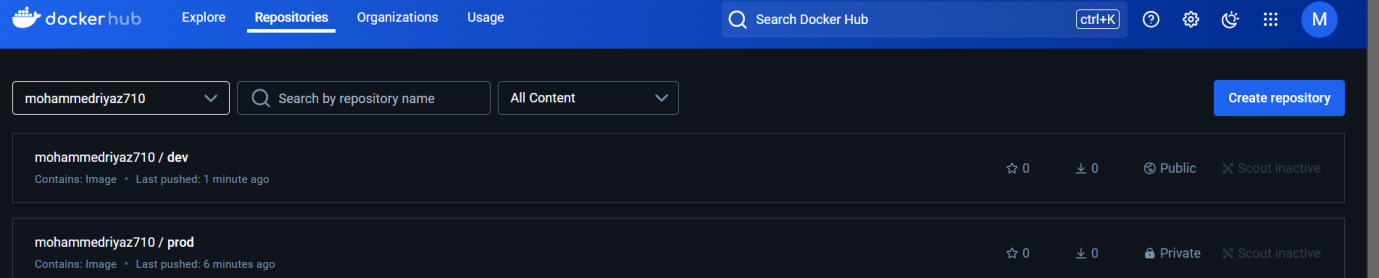 dockerhub Explore Repositories Organizations Usage Search Docker Hub ctrl+K M
mohammedriyaz710 Search by repository name All Content Create repository
mohammedriyaz710 / dev
Contains: Image • Last pushed: 1 minute ago
0 0 Public Scout inactive
mohammedriyaz710 / prod
Contains: Image • Last pushed: 6 minutes ago
0 0 Private Scout inactive